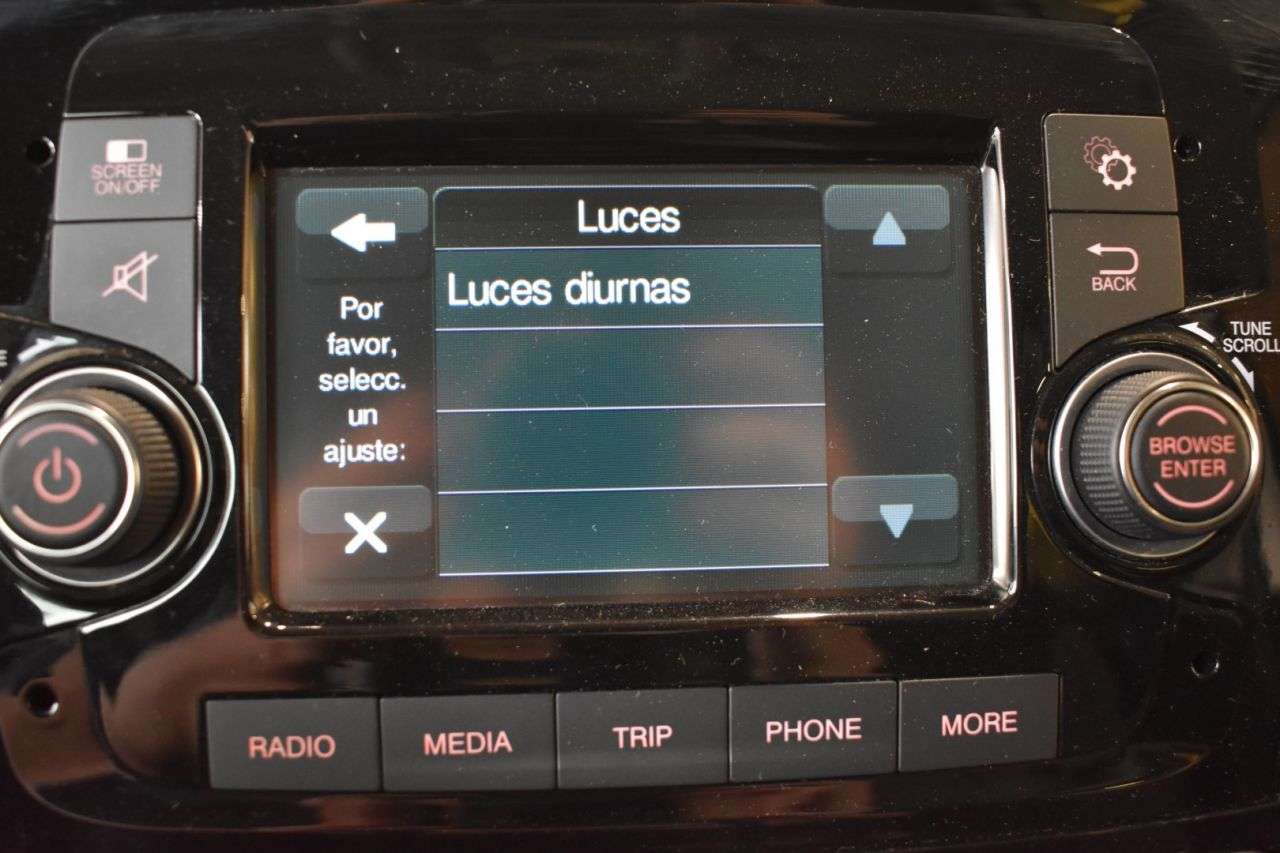 SCREEN
ON/OFF
Luces
Luces diurnas
Por
favor,
selecc.
un
ajuste:
BACK
TUNE
SCROLL
BROWSE
ENTER
RADIO
MEDIA
TRIP
PHONE
MORE